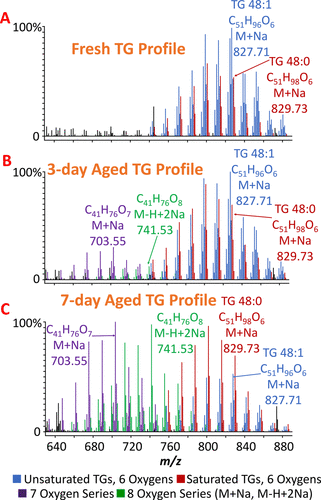 A
Fresh TG Profile
100%
TG 48:1
C₅₁H₉₆O₆
M+Na
827.71
TG 48:0
C₅₁H₉₈O₆
M+Na
829.73
0
B
3-day Aged TG Profile
100%
TG 48:1
C₅₁H₉₆O₆
M+Na
827.71
C₄₁H₇₆O₇
M+Na
703.55
C₄₁H₇₆O₈
M-H+2Na
741.53
TG 48:0
C₅₁H₉₈O₆
M+Na
829.73
0
C
7-day Aged TG Profile
100%
C₄₁H₇₆O₇
M+Na
703.55
C₄₁H₇₆O₈
M-H+2Na
741.53
TG 48:0
C₅₁H₉₈O₆
M+Na
829.73
TG 48:1
C₅₁H₉₆O₆
M+Na
827.71
0
640 680 720 760 800 840 880
m/z
Unsaturated TGs, 6 Oxygens
Saturated TGs, 6 Oxygens
7 Oxygen Series
8 Oxygen Series (M+Na, M-H+2Na)